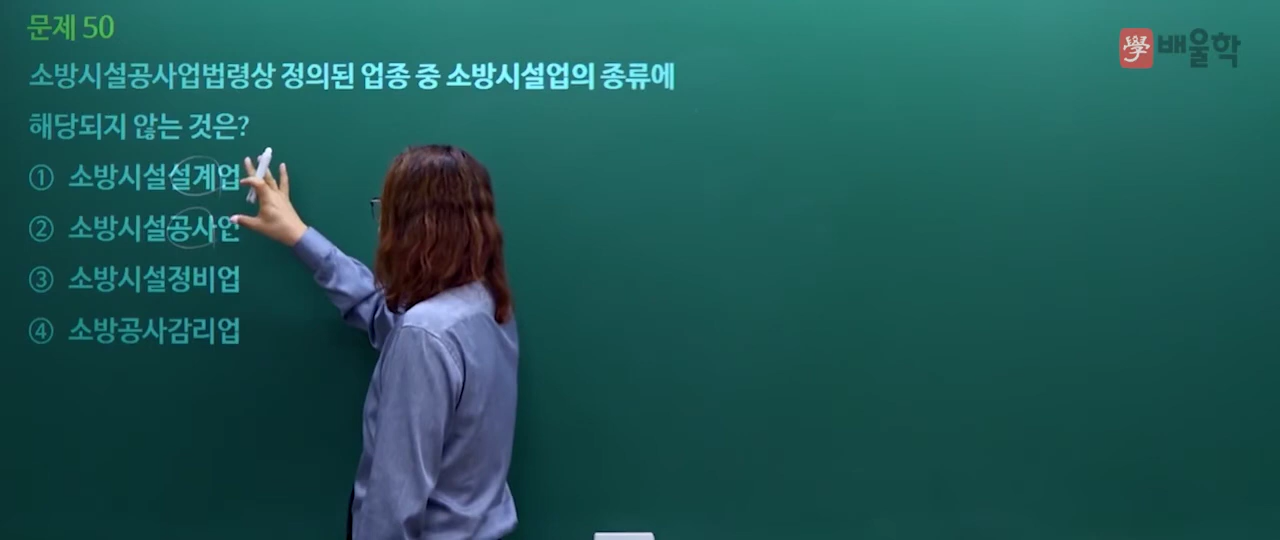 문제 50
學 배울학
소방시설공사업법령상 정의된 업종 중 소방시설업의 종류에
해당되지 않는 것은?
① 소방시설설계업
② 소방시설공사업
③ 소방시설정비업
④ 소방공사감리업